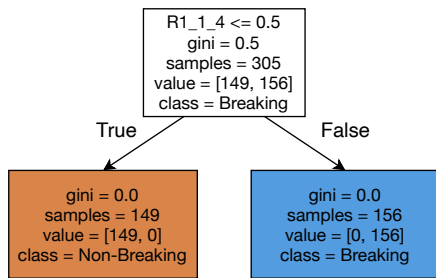 R1_1_4 <= 0.5
gini = 0.5
samples = 305
value = [149, 156]
class = Breaking
True
False
gini = 0.0
samples = 149
value = [149, 0]
class = Non-Breaking
gini = 0.0
samples = 156
value = [0, 156]
class = Breaking